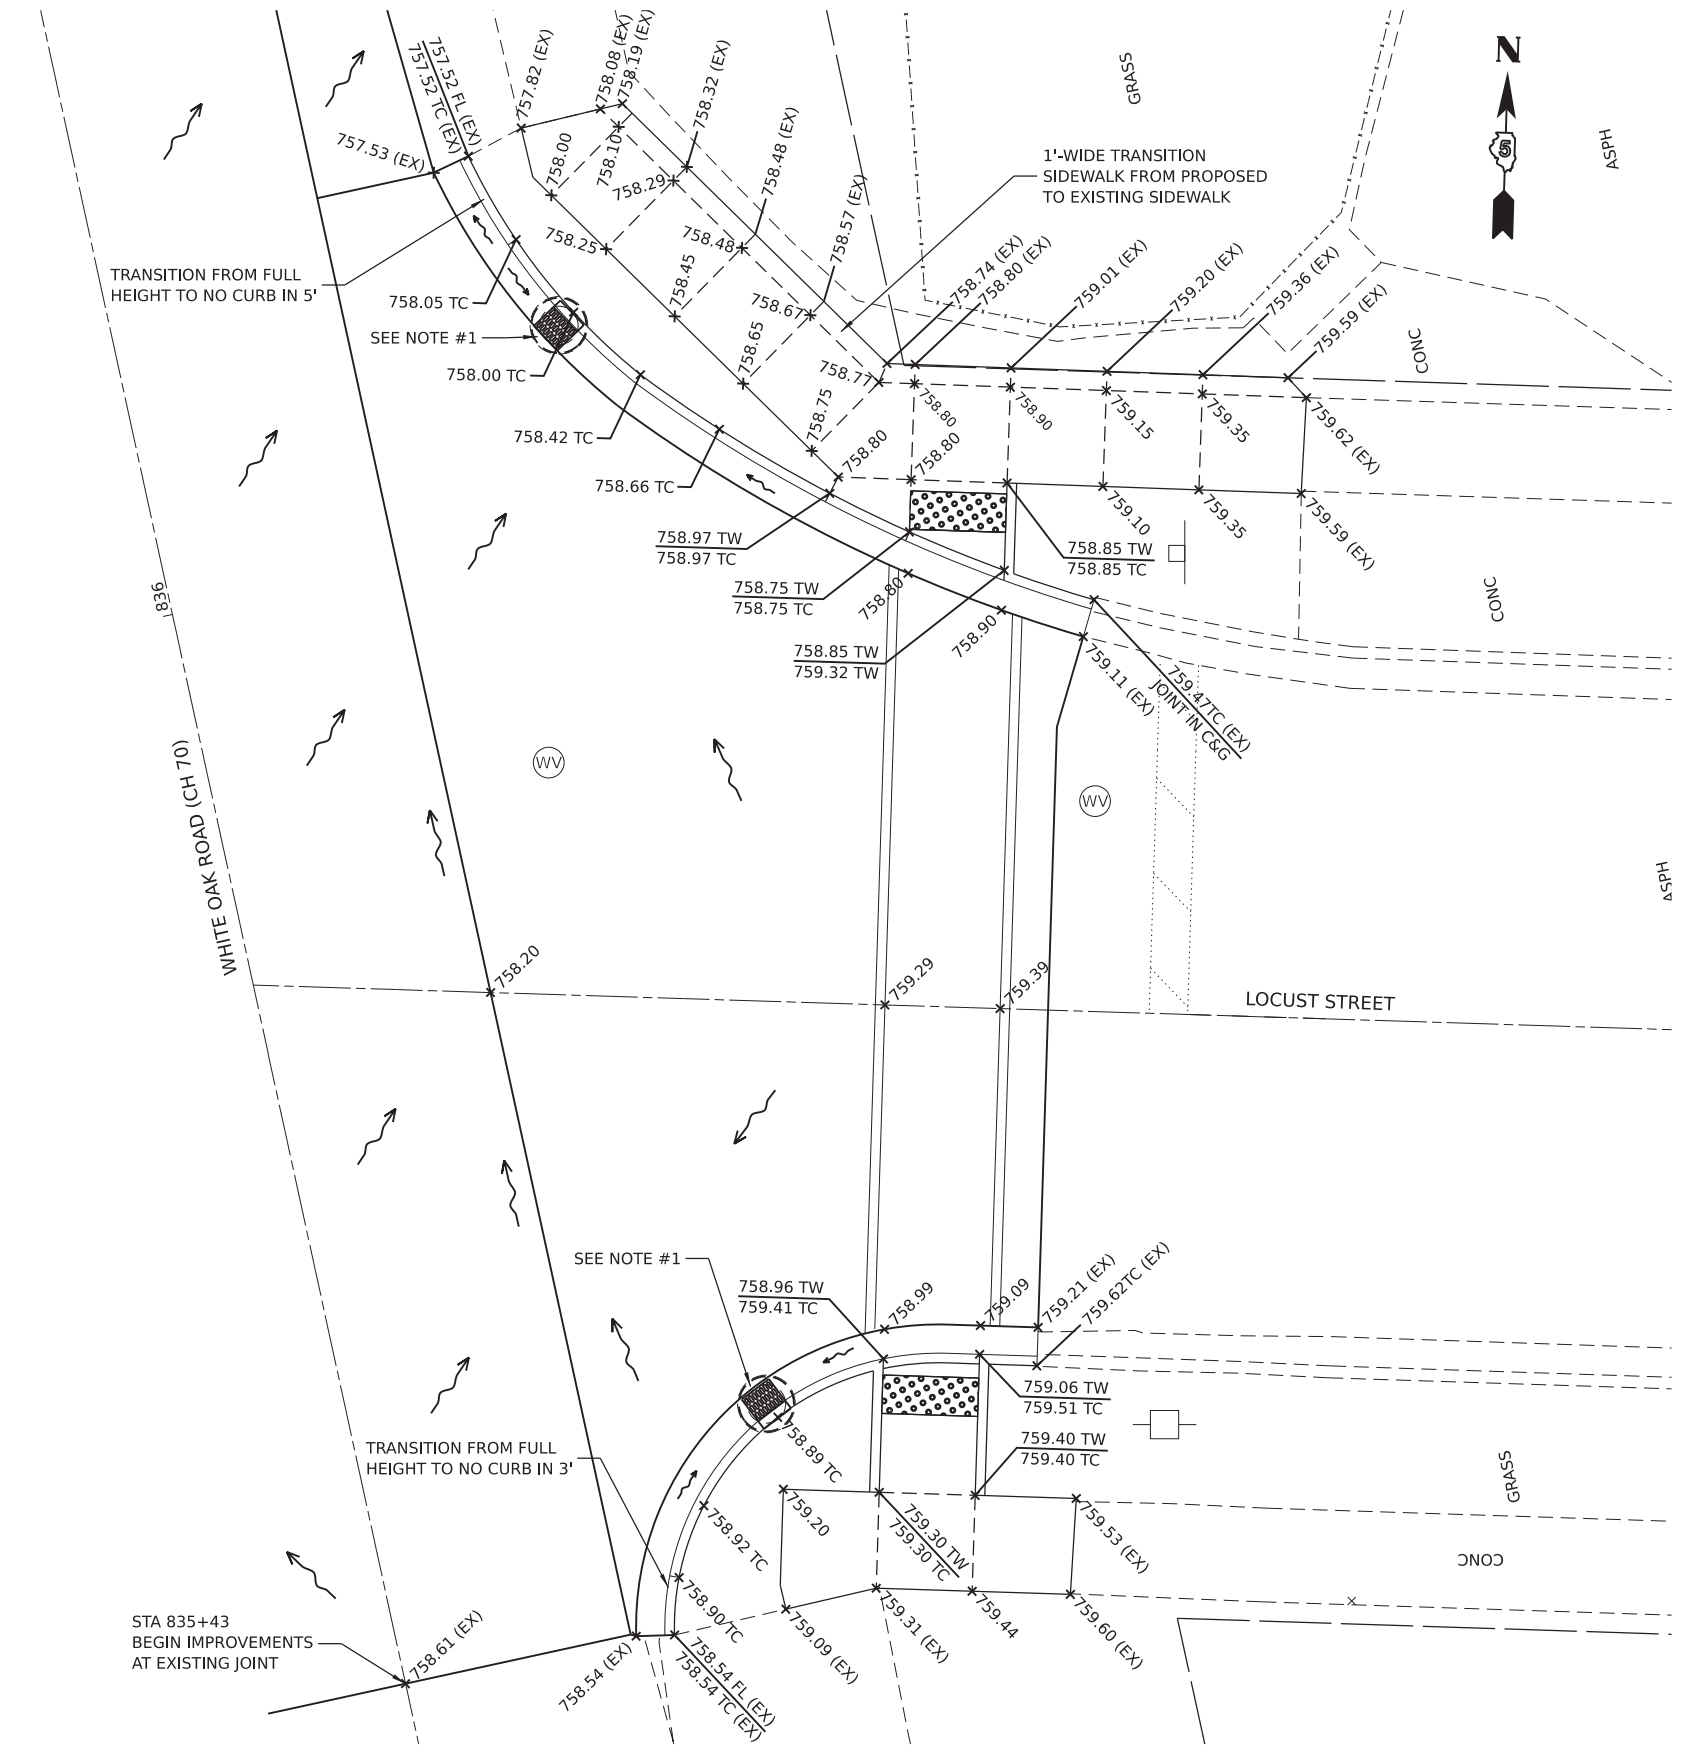 N
5
GRASS
ASPH
757.52 FL (EX)
757.52 TC (EX)
757.53 (EX)
757.82 (EX)
758.08 (EX)
758.19 (EX)
758.32 (EX)
758.48 (EX)
758.57 (EX)
758.00
758.10
758.29
758.25
758.48
758.45
758.67
758.65
758.77
758.75
1'-WIDE TRANSITION
SIDEWALK FROM PROPOSED
TO EXISTING SIDEWALK
758.74 (EX)
758.80 (EX)
759.01 (EX)
759.20 (EX)
759.36 (EX)
759.59 (EX)
CONC
TRANSITION FROM FULL
HEIGHT TO NO CURB IN 5'
758.05 TC
SEE NOTE #1
758.00 TC
758.42 TC
758.66 TC
758.80
758.80
758.80
758.90
759.15
759.35
759.62 (EX)
759.10
759.35
759.59 (EX)
758.97 TW
758.97 TC
758.85 TW
758.85 TC
758.75 TW
758.75 TC
758.80
758.90
758.85 TW
759.32 TW
759.11 (EX)
759.47TC (EX)
JOINT IN C&G
CONC
836
WHITE OAK ROAD (CH 70)
WV
WV
ASPH
758.20
759.29
759.39
LOCUST STREET
SEE NOTE #1
758.96 TW
759.41 TC
758.99
759.09
759.21 (EX)
759.62TC (EX)
759.06 TW
759.51 TC
759.40 TW
759.40 TC
TRANSITION FROM FULL
HEIGHT TO NO CURB IN 3'
758.89 TC
758.92 TC
758.90 TC
759.20
759.30 TW
759.30 TC
759.53 (EX)
GRASS
CONC
759.09 (EX)
759.31 (EX)
759.44
759.60 (EX)
STA 835+43
BEGIN IMPROVEMENTS
AT EXISTING JOINT
758.61 (EX)
758.54 (EX)
758.54 FL (EX)
758.54 TC (EX)